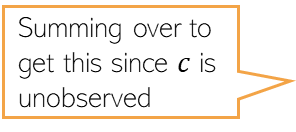 Summing over to
get this since c is
unobserved